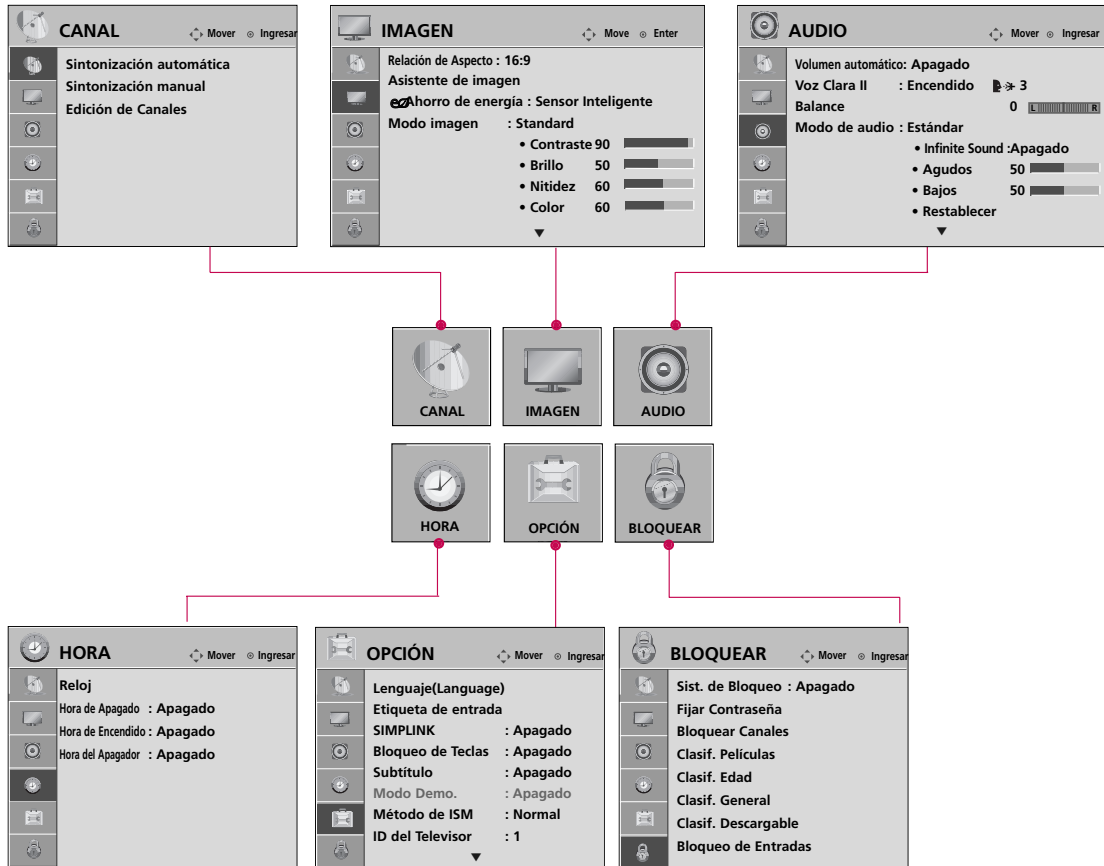 CANAL
Mover ⊙ Ingresar
Sintonización automática
Sintonización manual
Edición de Canales
IMAGEN
Move ⊙ Enter
Relación de Aspecto : 16:9
Asistente de imagen
eco Ahorro de energía : Sensor Inteligente
Modo imagen : Standard
• Contraste 90
• Brillo 50
• Nitidez 60
• Color 60
▼
AUDIO
Mover ⊙ Ingresar
Volumen automático: Apagado
Voz Clara II : Encendido 3
Balance 0 L R
Modo de audio : Estándar
• Infinite Sound :Apagado
• Agudos 50
• Bajos 50
• Restablecer
▼
CANAL
IMAGEN
AUDIO
HORA
OPCIÓN
BLOQUEAR
HORA
Mover ⊙ Ingresar
Reloj
Hora de Apagado : Apagado
Hora de Encendido : Apagado
Hora del Apagador : Apagado
OPCIÓN
Mover ⊙ Ingresar
Lenguaje(Language)
Etiqueta de entrada
SIMPLINK : Apagado
Bloqueo de Teclas : Apagado
Subtítulo : Apagado
Modo Demo. : Apagado
Método de ISM : Normal
ID del Televisor : 1
▼
BLOQUEAR
Mover ⊙ Ingresar
Sist. de Bloqueo : Apagado
Fijar Contraseña
Bloquear Canales
Clasif. Películas
Clasif. Edad
Clasif. General
Clasif. Descargable
Bloqueo de Entradas